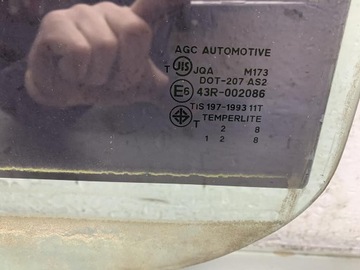 AGC AUTOMOTIVE
T JIS JQA M173
DOT-207 AS2
E6 43R-002086
TIS 197-1993 11T
T TEMPERLITE
2 8
1 2 8